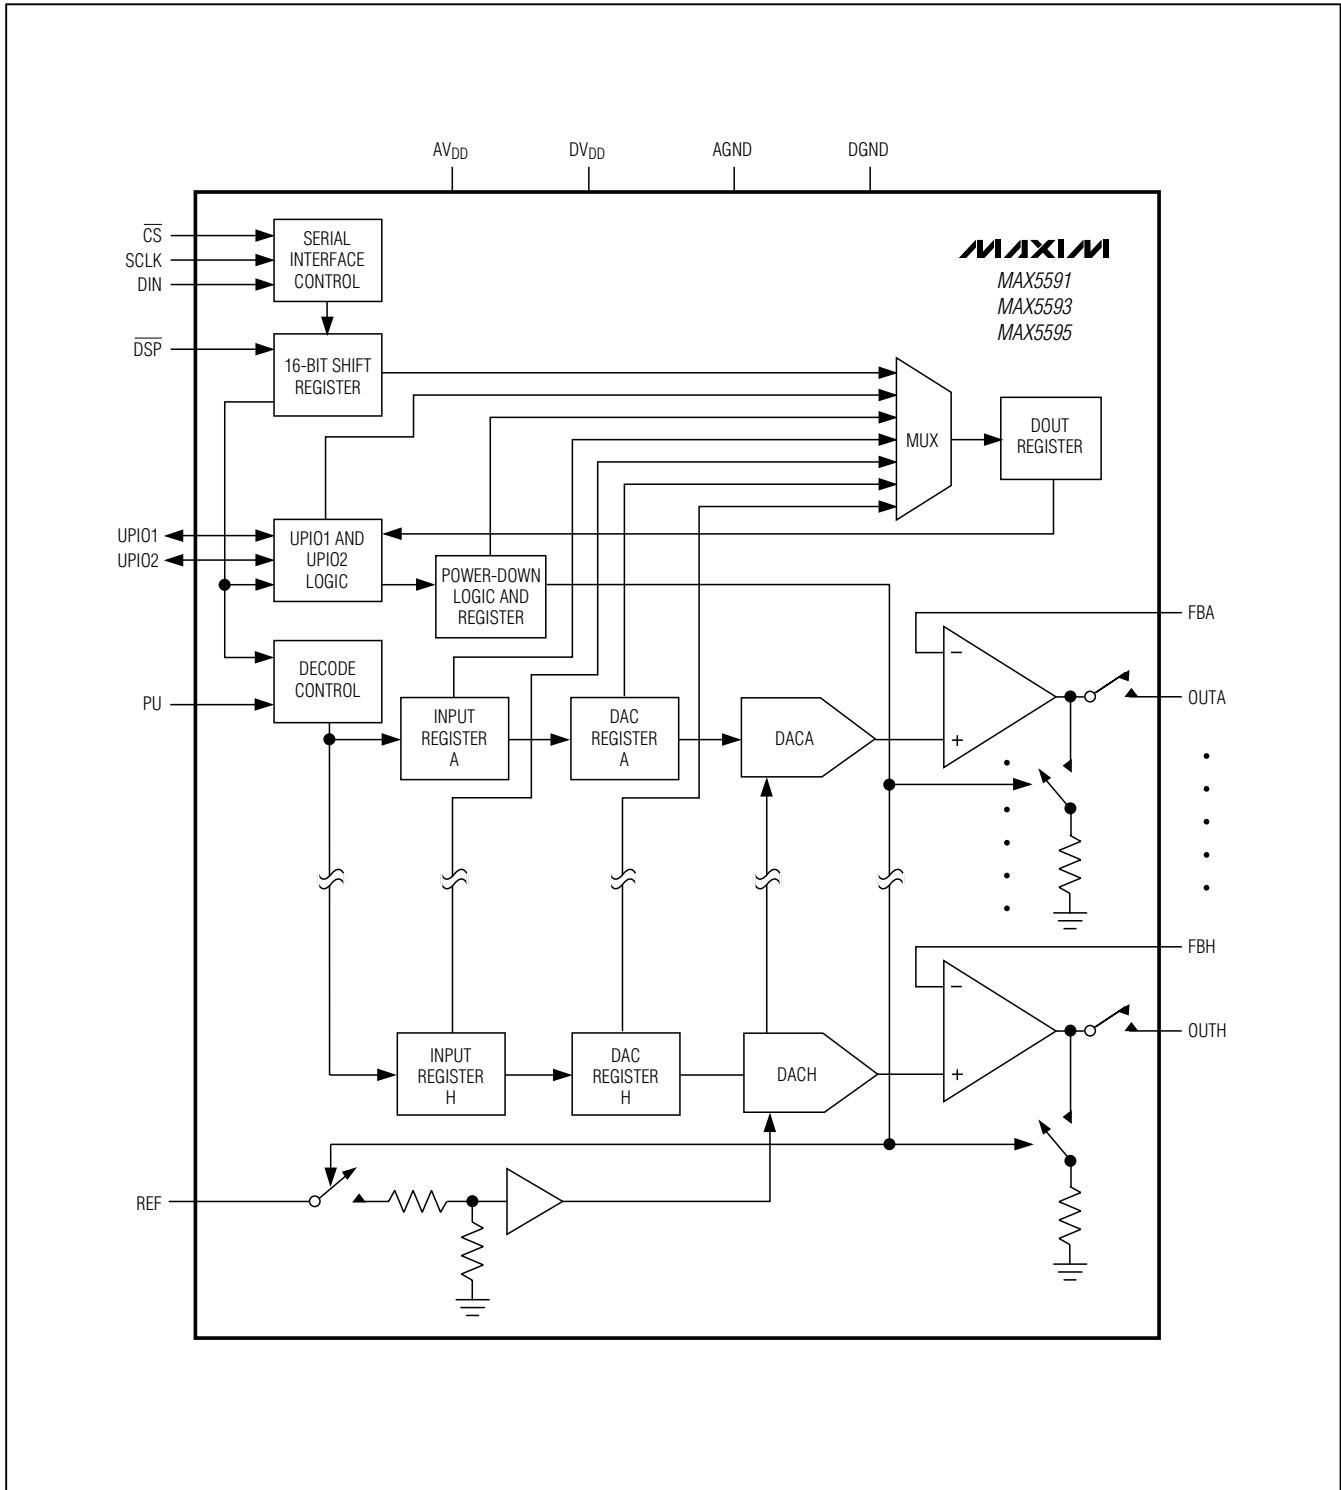 AVDD DVDD AGND DGND
CS
SCLK
DIN
SERIAL
INTERFACE
CONTROL
MAXIM
MAX5591
MAX5593
MAX5595
DSP
16-BIT SHIFT
REGISTER
MUX
DOUT
REGISTER
UPIO1
UPIO2
UPIO1 AND
UPIO2
LOGIC
POWER-DOWN
LOGIC AND
REGISTER
FBA
DECODE
CONTROL
PU
INPUT
REGISTER
A
DAC
REGISTER
A
DACA
−
+
OUTA
FBH
INPUT
REGISTER
H
DAC
REGISTER
H
DACH
−
+
OUTH
REF